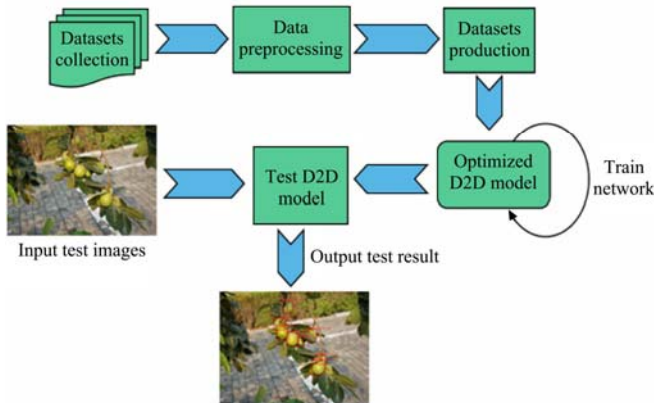 Datasets
collection
Data
preprocessing
Datasets
production
Optimized
D2D model
Train
network
Test D2D
model
Input test images
Output test result